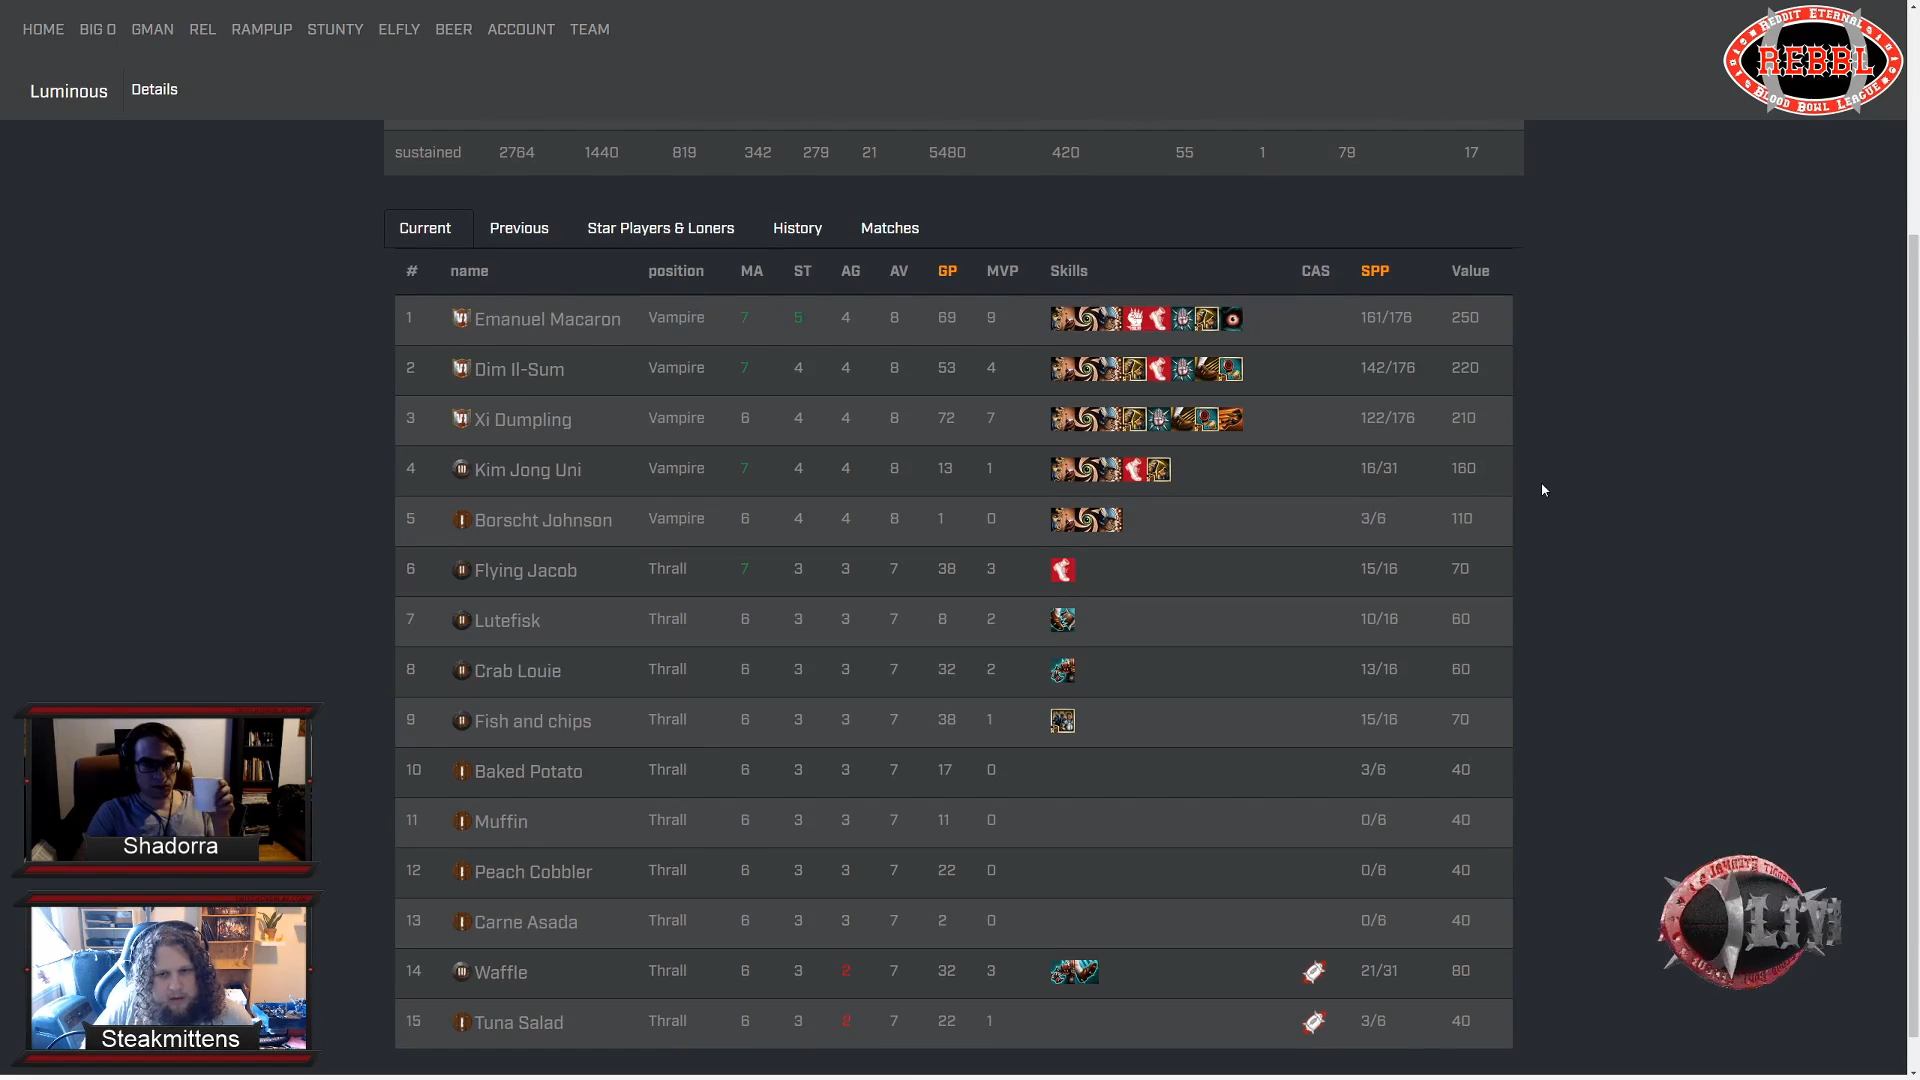 HOME BIG O GMAN REL RAMPUP STUNTY ELFLY BEER ACCOUNT TEAM
REDDIT ETERNAL
REBBL
BLOOD BOWL LEAGUE
Luminous Details
sustained 2764 1440 819 342 279 21 5480 420 55 1 79 17
Current Previous Star Players & Loners History Matches
# name position MA ST AG AV GP MVP Skills CAS SPP Value
1 Emanuel Macaron Vampire 7 5 4 8 69 9 161/176 250
2 Dim Il-Sum Vampire 7 4 4 8 53 4 142/176 220
3 Xi Dumpling Vampire 6 4 4 8 72 7 122/176 210
4 Kim Jong Uni Vampire 7 4 4 8 13 1 16/31 160
5 Borscht Johnson Vampire 6 4 4 8 1 0 3/6 110
6 Flying Jacob Thrall 7 3 3 7 38 3 15/16 70
7 Lutefisk Thrall 6 3 3 7 8 2 10/16 60
8 Crab Louie Thrall 6 3 3 7 32 2 13/16 60
9 Fish and chips Thrall 6 3 3 7 38 1 15/16 70
10 Baked Potato Thrall 6 3 3 7 17 0 3/6 40
11 Muffin Thrall 6 3 3 7 11 0 0/6 40
12 Peach Cobbler Thrall 6 3 3 7 22 0 0/6 40
13 Carne Asada Thrall 6 3 3 7 2 0 0/6 40
14 Waffle Thrall 6 3 2 7 32 3 21/31 80
15 Tuna Salad Thrall 6 3 2 7 22 1 3/6 40
Shadorra
Steakmittens
LIVE